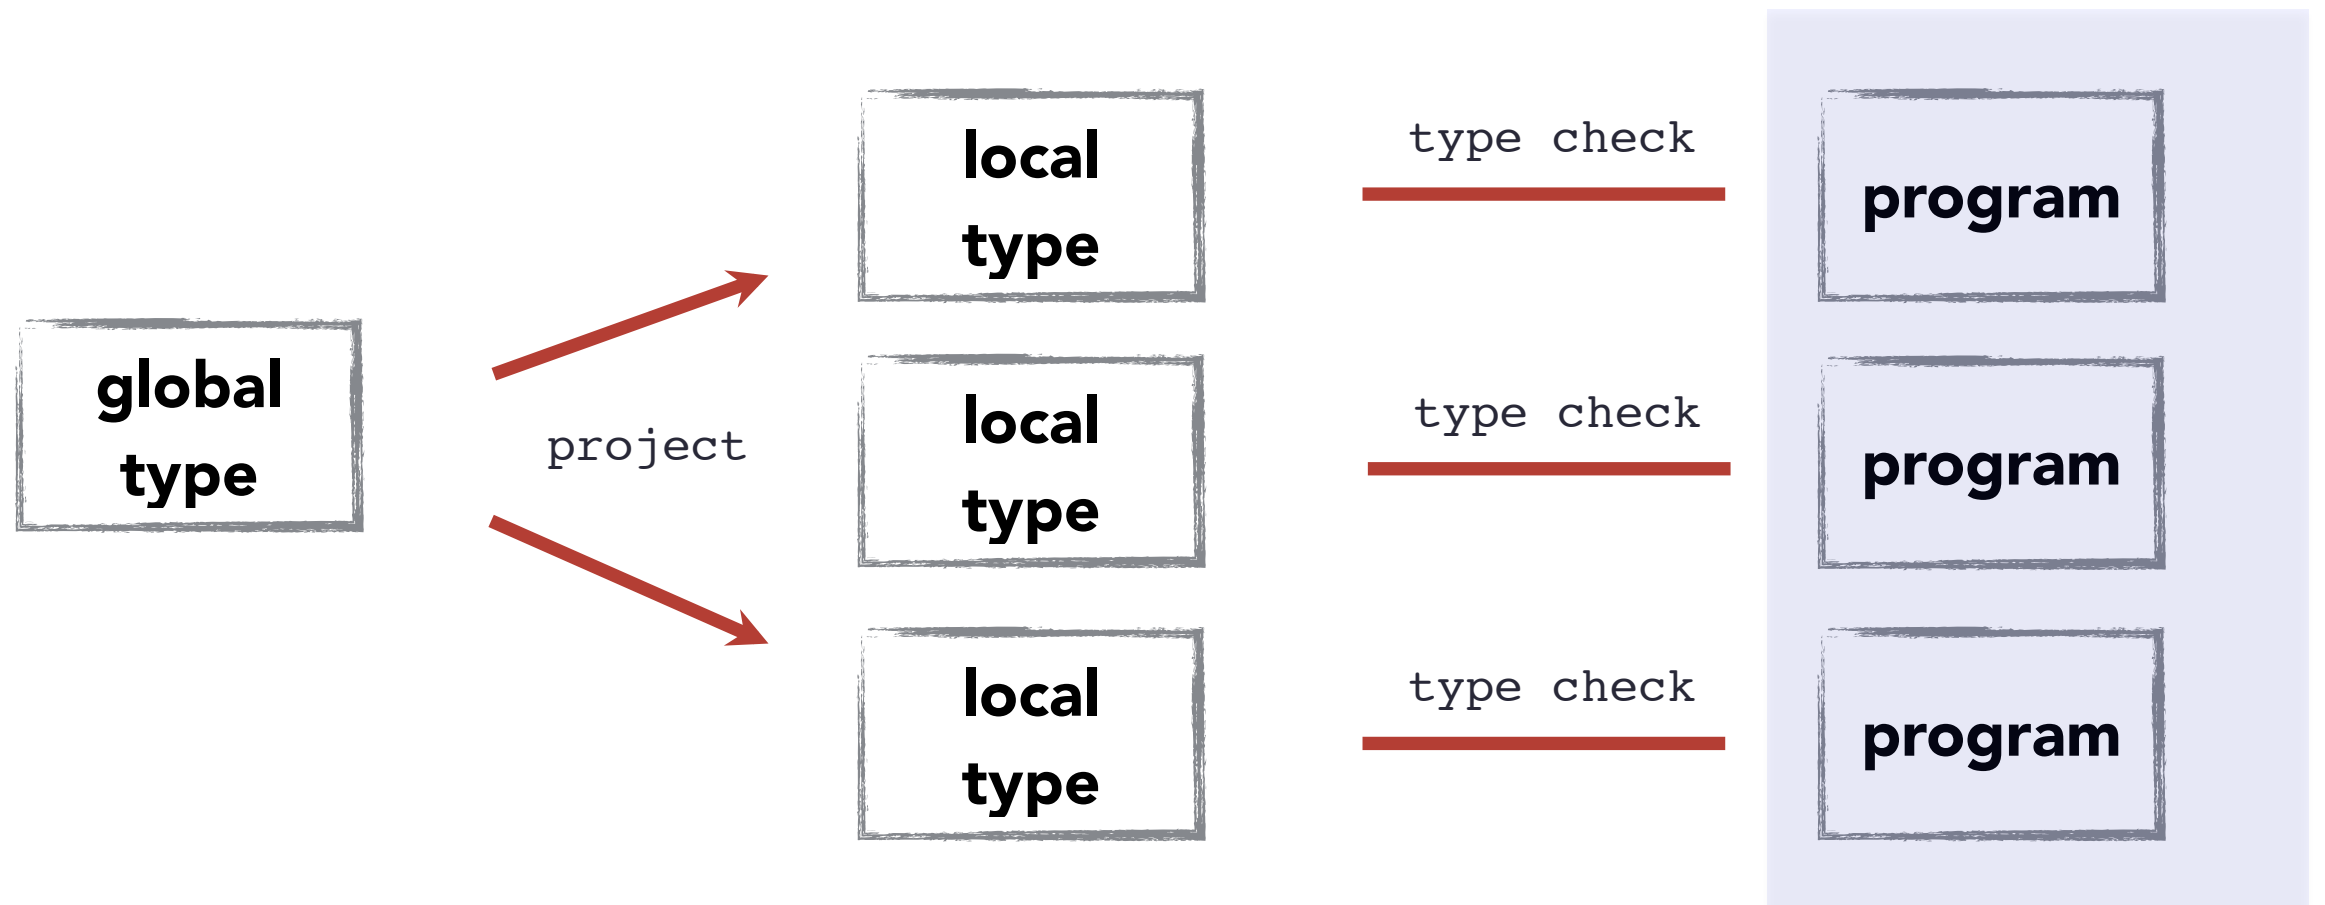 global
type
project
local
type
type check
program
local
type
type check
program
local
type
type check
program